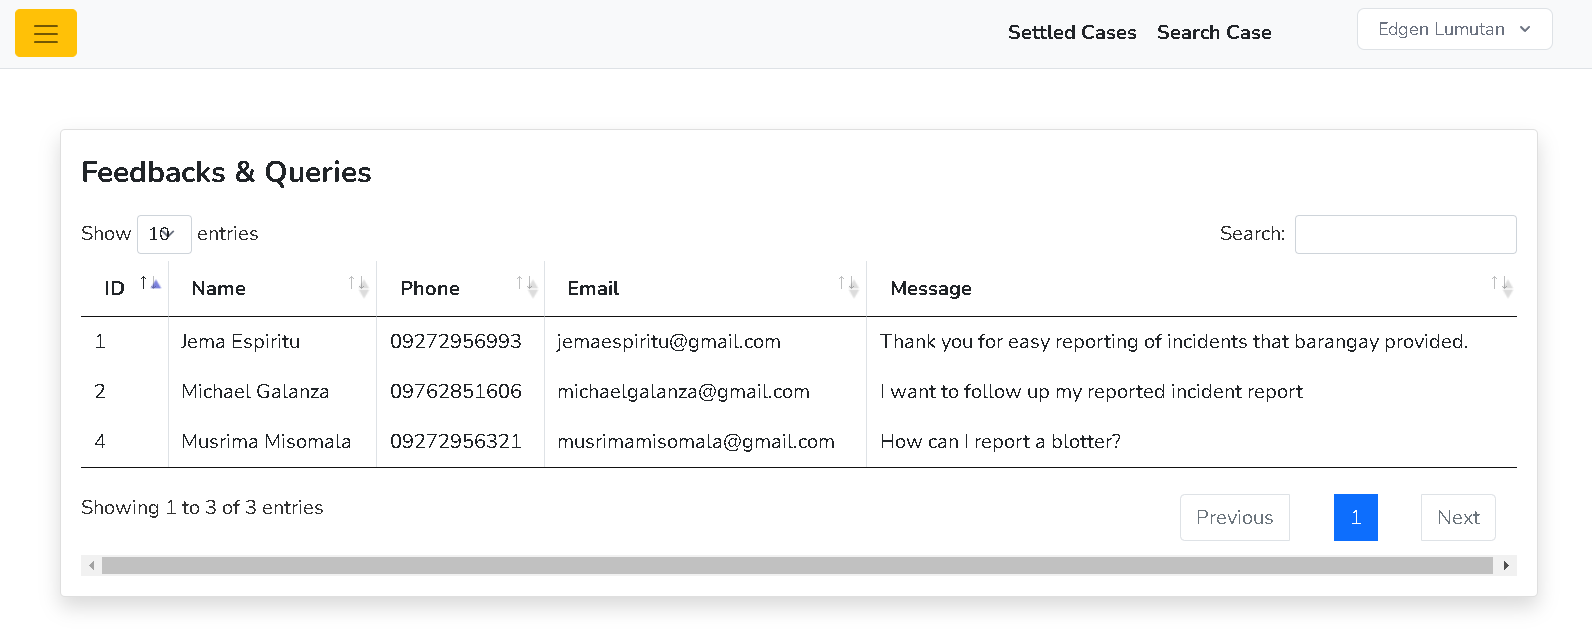 Settled Cases Search Case Edgen Lumutan
Feedbacks & Queries
Show 10 entries Search:
ID Name Phone Email Message
1 Jema Espiritu 09272956993 jemaespiritu@gmail.com Thank you for easy reporting of incidents that barangay provided.
2 Michael Galanza 09762851606 michaelgalanza@gmail.com I want to follow up my reported incident report
4 Musrima Misomala 09272956321 musrimamisomala@gmail.com How can I report a blotter?
Showing 1 to 3 of 3 entries Previous 1 Next